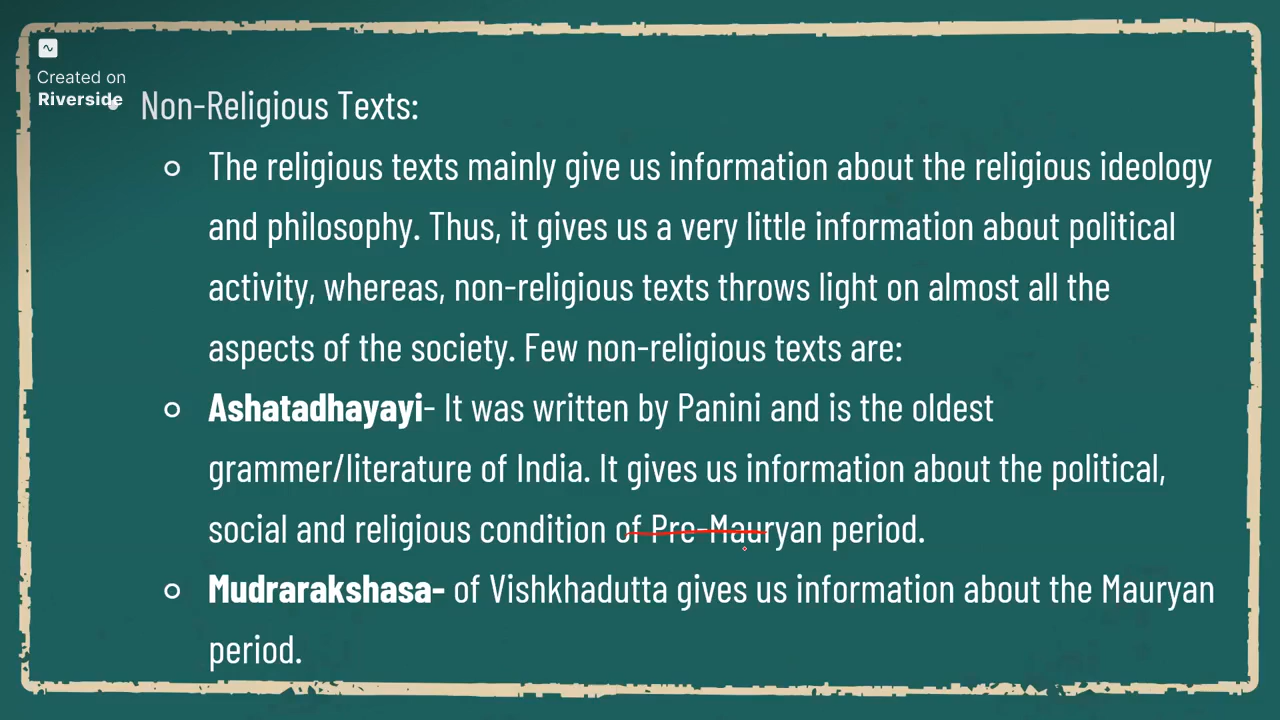 Created on
Riverside
Non-Religious Texts:
The religious texts mainly give us information about the religious ideology
and philosophy. Thus, it gives us a very little information about political
activity, whereas, non-religious texts throws light on almost all the
aspects of the society. Few non-religious texts are:
Ashatadhayayi- It was written by Panini and is the oldest
grammer/literature of India. It gives us information about the political,
social and religious condition of Pre-Mauryan period.
Mudrarakshasa- of Vishkhadutta gives us information about the Mauryan
period.